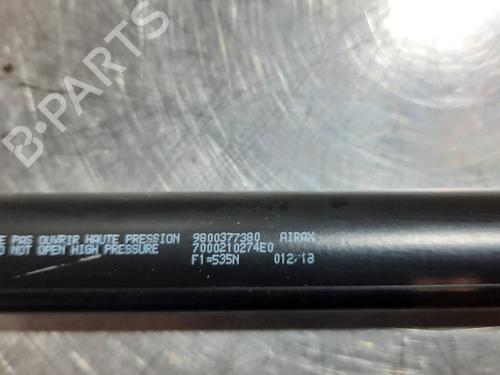 B-PARTS
E PAS OUVRIR HAUTE PRESSION 9800377380 AIRAX
O NOT OPEN HIGH PRESSURE 7000210274E0
F1=535N 012/18